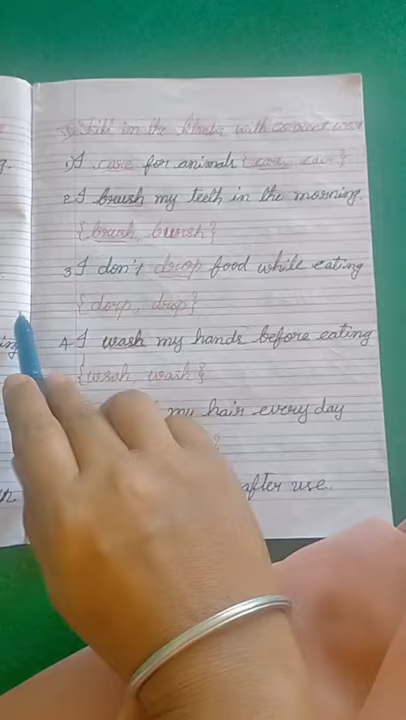 Fill in the blanks with correct word
1) I care for animals {care, caer}
2 I brush my teeth in the morning.
{brush, bursh}
3 I don't drop food while eating
{dorp, drop}
4 I wash my hands before eating
{wsah, wash}
my hair every day
after use.